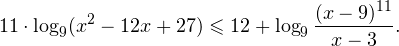 11 · log₉(x² − 12x + 27) ⩽ 12 + log₉ (x − 9)¹¹/(x − 3).